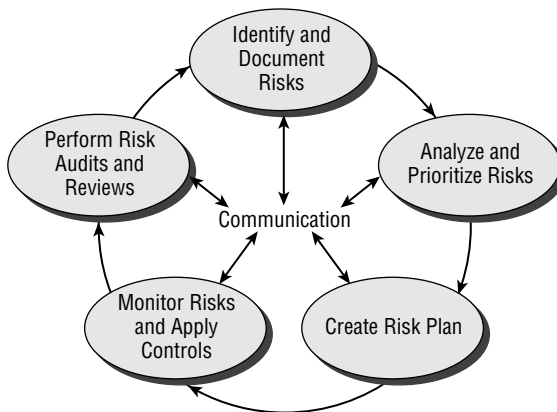 Identify and
Document
Risks
Analyze and
Prioritize Risks
Create Risk Plan
Monitor Risks
and Apply
Controls
Perform Risk
Audits and
Reviews
Communication